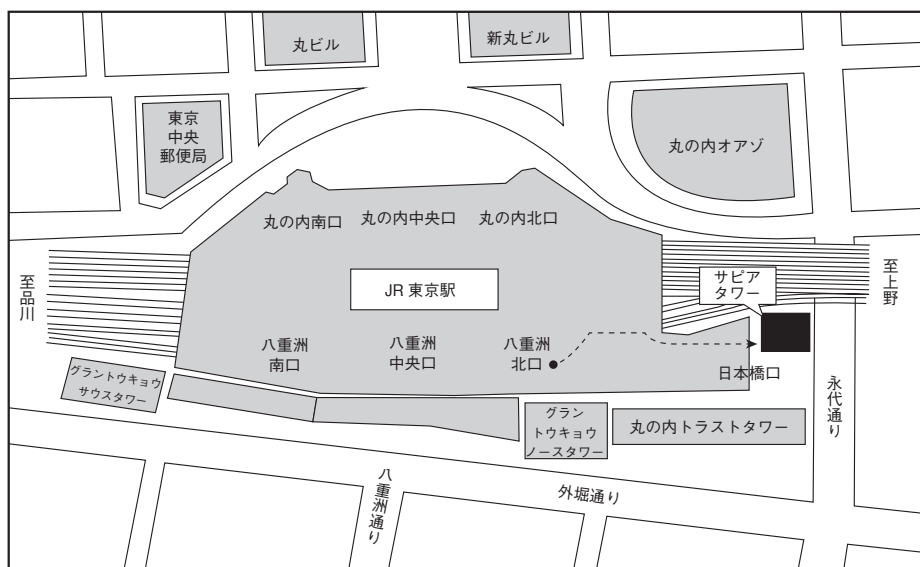 丸ビル
新丸ビル
東京
中央
郵便局
丸の内オアゾ
丸の内南口
丸の内中央口
丸の内北口
至品川
JR 東京駅
サピア
タワー
至上野
八重洲
南口
八重洲
中央口
八重洲
北口
日本橋口
永代通り
グラントウキョウ
サウスタワー
グラン
トウキョウ
ノースタワー
丸の内トラストタワー
八重洲通り
外堀通り